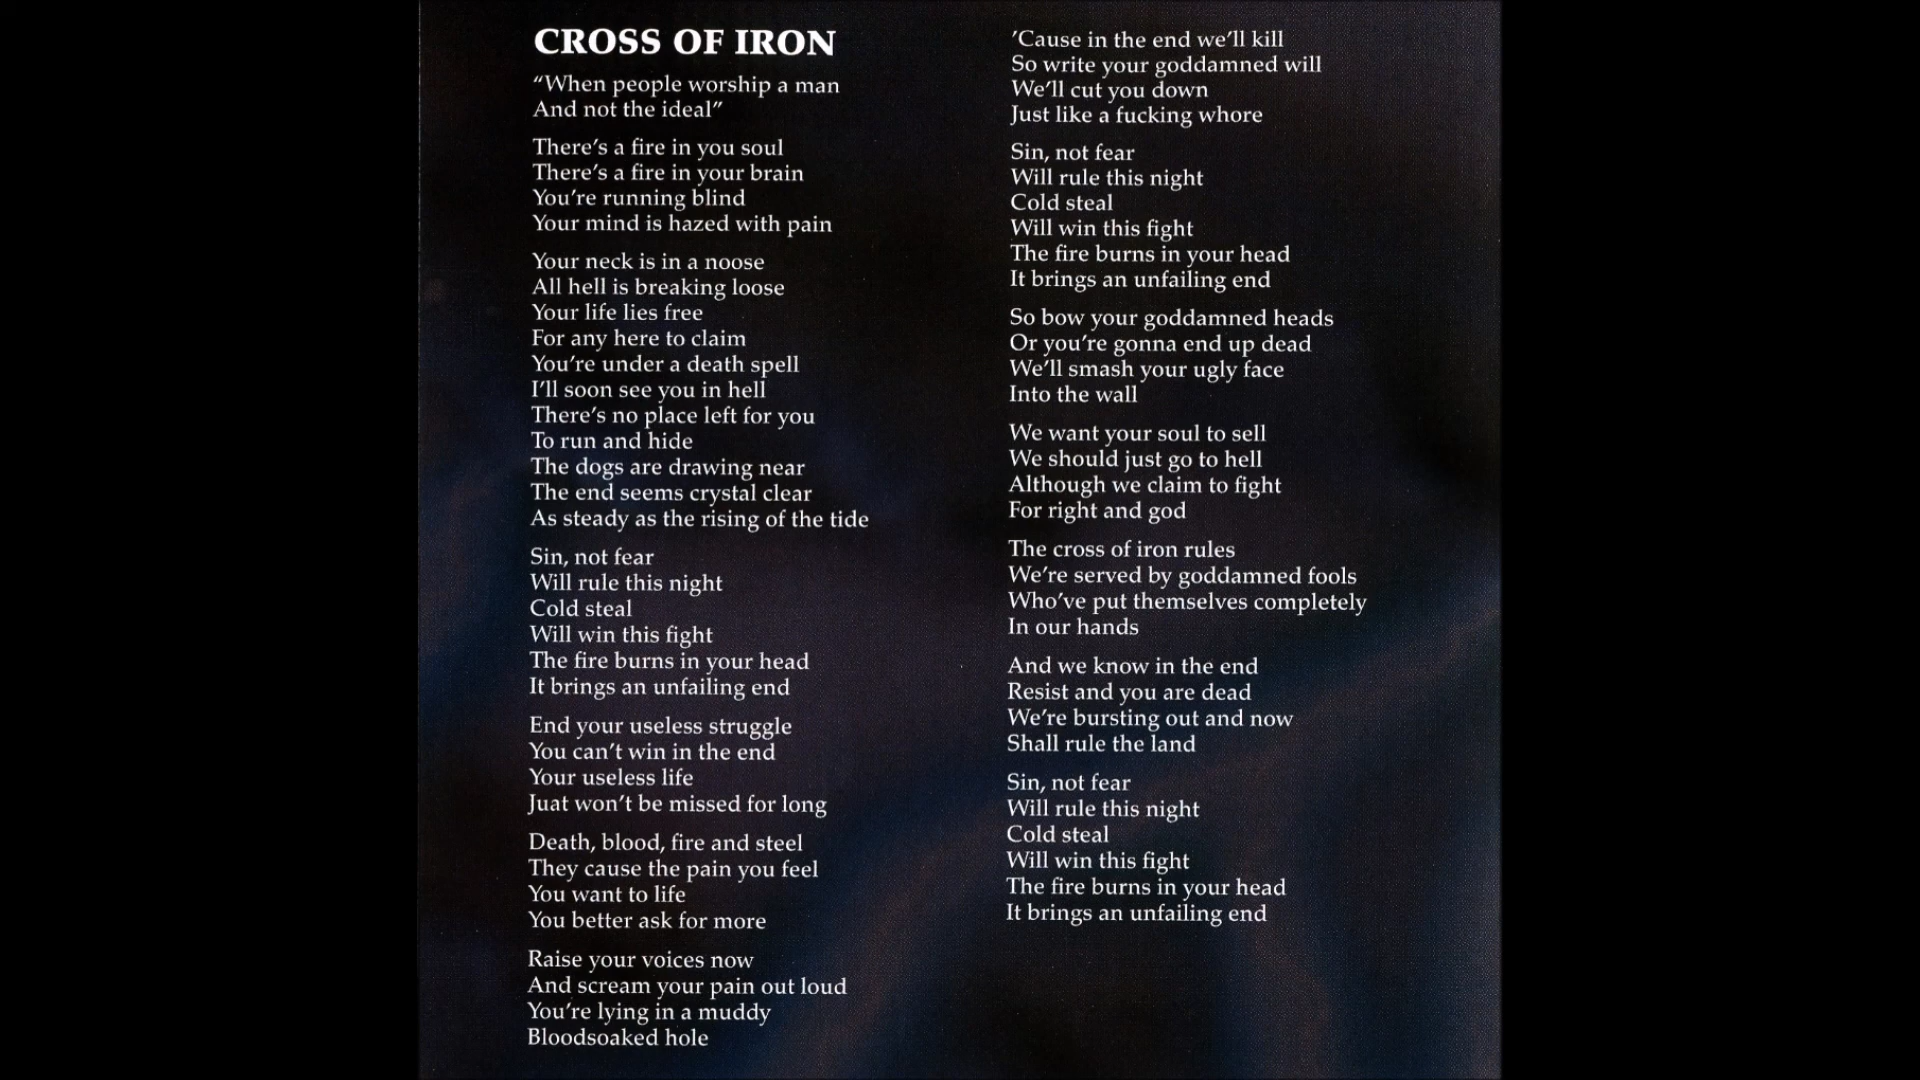 CROSS OF IRON
“When people worship a man
And not the ideal”
There’s a fire in you soul
There’s a fire in your brain
You’re running blind
Your mind is hazed with pain
Your neck is in a noose
All hell is breaking loose
Your life lies free
For any here to claim
You’re under a death spell
I’ll soon see you in hell
There’s no place left for you
To run and hide
The dogs are drawing near
The end seems crystal clear
As steady as the rising of the tide
Sin, not fear
Will rule this night
Cold steal
Will win this fight
The fire burns in your head
It brings an unfailing end
End your useless struggle
You can’t win in the end
Your useless life
Juat won’t be missed for long
Death, blood, fire and steel
They cause the pain you feel
You want to life
You better ask for more
Raise your voices now
And scream your pain out loud
You’re lying in a muddy
Bloodsoaked hole
’Cause in the end we’ll kill
So write your goddamned will
We’ll cut you down
Just like a fucking whore
Sin, not fear
Will rule this night
Cold steal
Will win this fight
The fire burns in your head
It brings an unfailing end
So bow your goddamned heads
Or you’re gonna end up dead
We’ll smash your ugly face
Into the wall
We want your soul to sell
We should just go to hell
Although we claim to fight
For right and god
The cross of iron rules
We’re served by goddamned fools
Who’ve put themselves completely
In our hands
And we know in the end
Resist and you are dead
We’re bursting out and now
Shall rule the land
Sin, not fear
Will rule this night
Cold steal
Will win this fight
The fire burns in your head
It brings an unfailing end